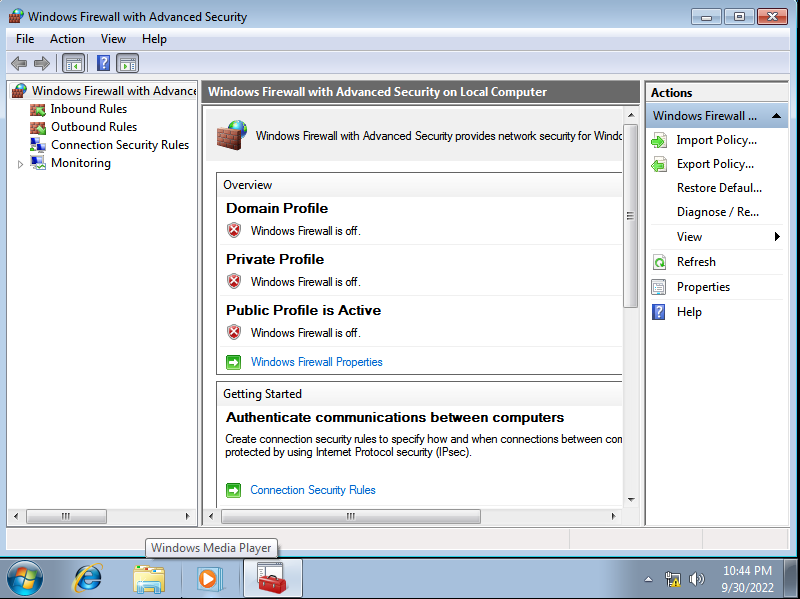 Windows Firewall with Advanced Security
File Action View Help
Windows Firewall with Advance
Inbound Rules
Outbound Rules
Connection Security Rules
Monitoring
Windows Firewall with Advanced Security on Local Computer
Windows Firewall with Advanced Security provides network security for Windo
Overview
Domain Profile
Windows Firewall is off.
Private Profile
Windows Firewall is off.
Public Profile is Active
Windows Firewall is off.
Windows Firewall Properties
Getting Started
Authenticate communications between computers
Create connection security rules to specify how and when connections between com
protected by using Internet Protocol security (IPsec).
Connection Security Rules
Actions
Windows Firewall ...
Import Policy...
Export Policy...
Restore Defaul...
Diagnose / Re...
View
Refresh
Properties
Help
Windows Media Player
10:44 PM
9/30/2022